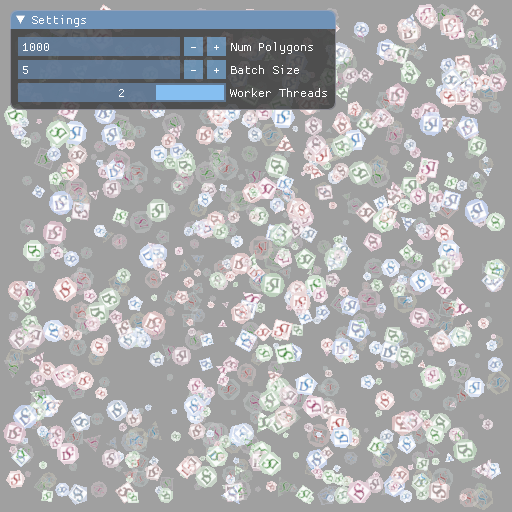 Settings
1000 - + Num Polygons
5 - + Batch Size
2 Worker Threads